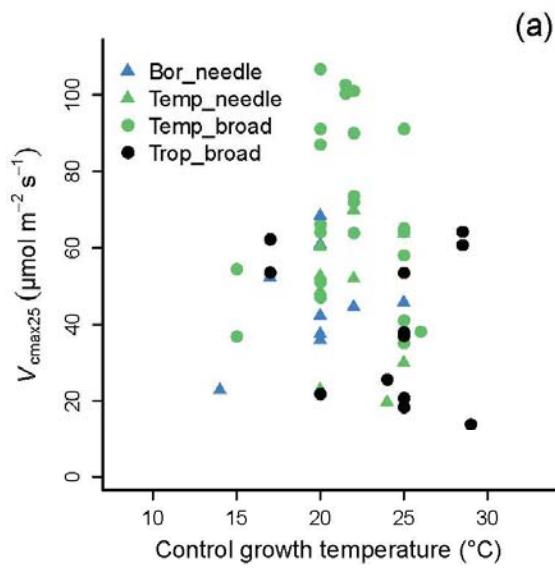 (a)
Bor_needle
Temp_needle
Temp_broad
Trop_broad
V_cmax25 (μmol m⁻² s⁻¹)
100
80
60
40
20
0
10 15 20 25 30
Control growth temperature (°C)